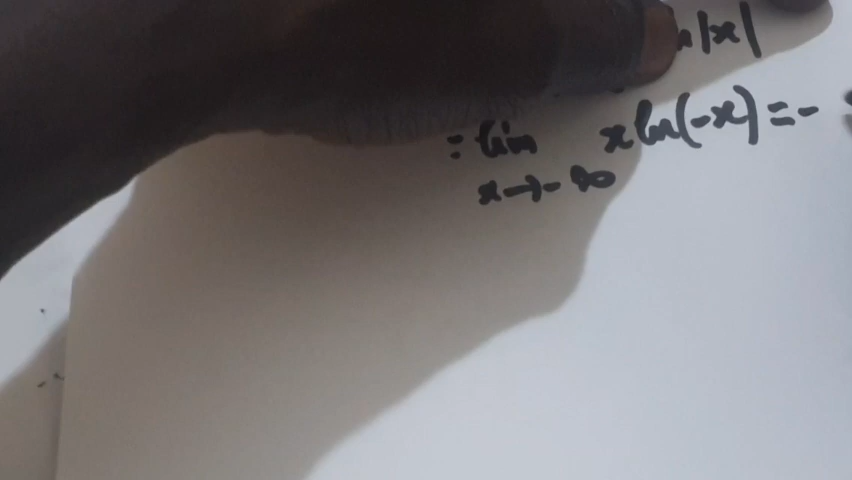 |x|
= lim x ln(-x) = -
x → - ∞